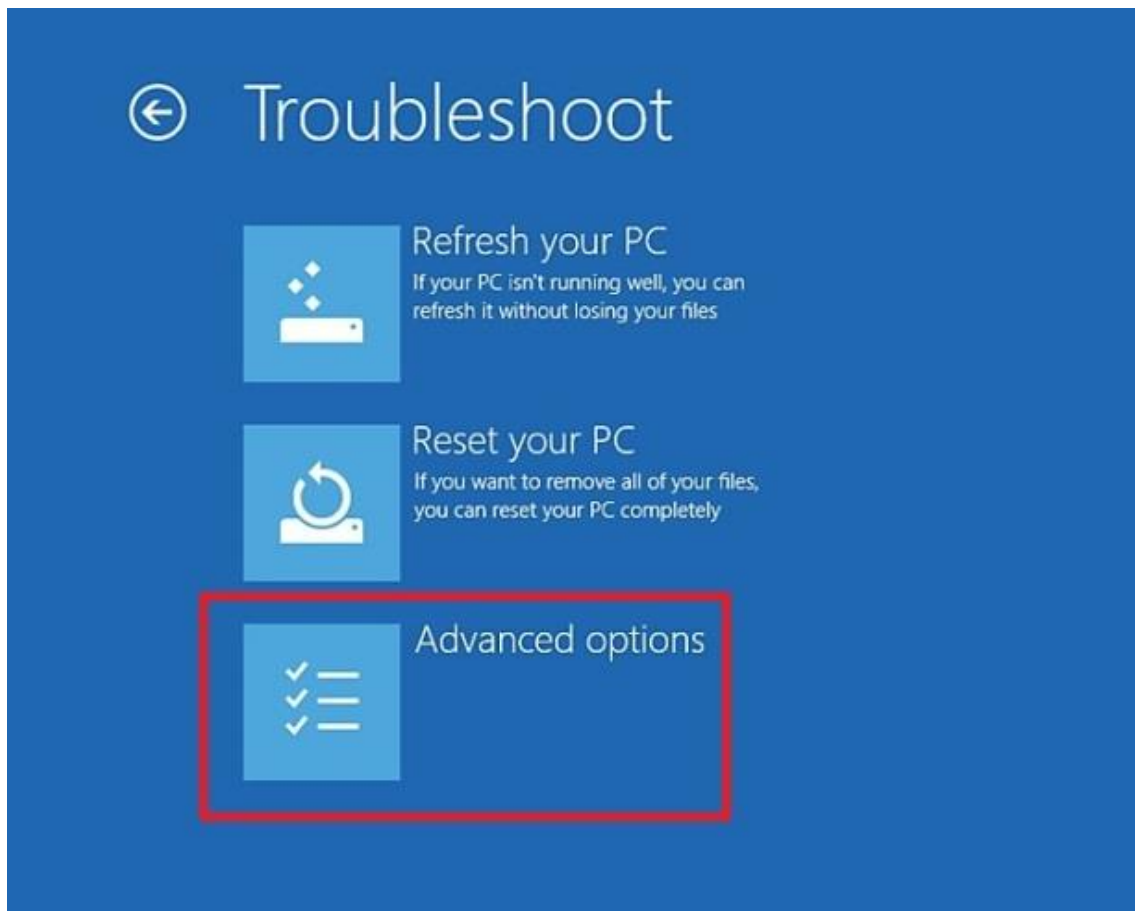 Troubleshoot
Refresh your PC
If your PC isn't running well, you can
refresh it without losing your files
Reset your PC
If you want to remove all of your files,
you can reset your PC completely
Advanced options